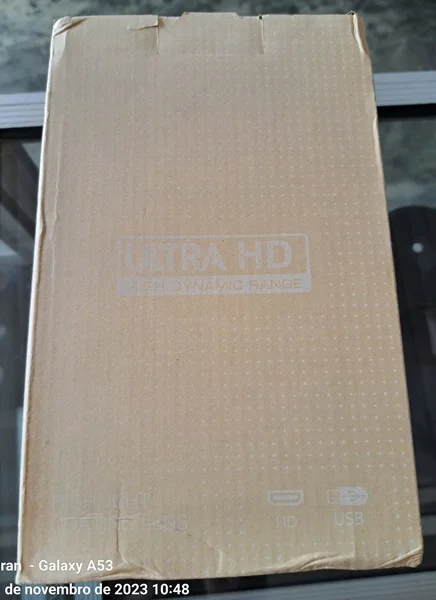 ULTRA HD
HIGH DYNAMIC RANGE
HD
USB
ran - Galaxy A53
de novembro de 2023 10:48